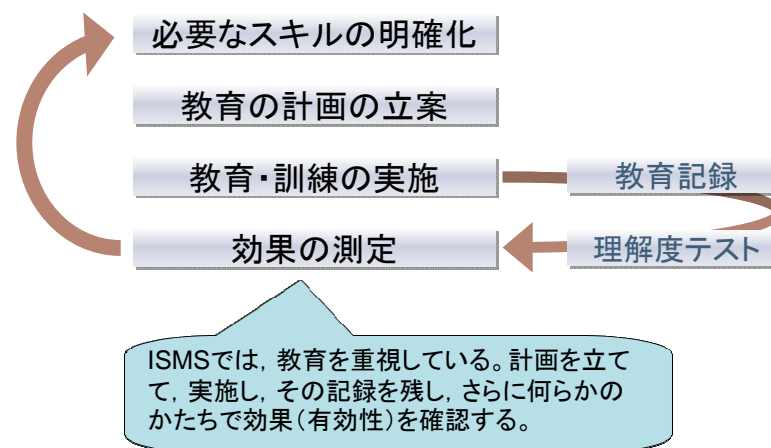 必要なスキルの明確化
教育の計画の立案
教育・訓練の実施
教育記録
効果の測定
理解度テスト
ISMSでは，教育を重視している。計画を立て
て，実施し，その記録を残し，さらに何らかの
かたちで効果（有効性）を確認する。